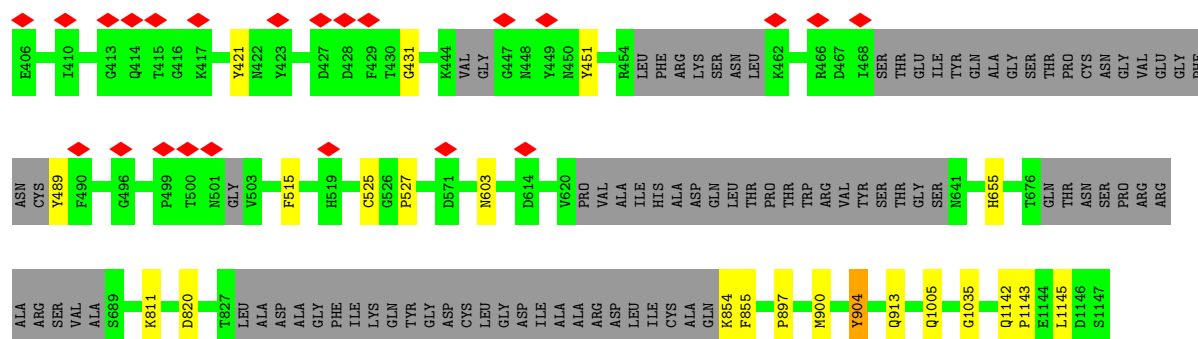 E406 I410 G413 Q414 T415 G416 K417 Y421 N422 Y423 D427 D428 F429 T430 G431 K444 VAL GLY G447 N448 Y449 N450 Y451 R454 LEU PHE ARG LYS SER ASN LEU K462 R466 D467 I468 SER THR GLU ILE TYR GLN ALA GLY SER THR PRO CYS ASN GLY VAL GLU GLY PHE
ASN CYS Y489 F490 G496 P499 T500 N501 GLY V503 F515 H519 C525 G526 P527 D571 N603 D614 V620 PRO VAL ALA ILE HIS ALA ASP GLN LEU THR PRO THR TRP ARG VAL TYR SER THR GLY SER N641 H655 T676 GLN THR ASN SER PRO ARG ARG
ALA ARG SER VAL ALA S689 K811 D820 T827 LEU ALA ASP ALA GLY PHE ILE LYS GLN TYR GLY ASP CYS LEU GLY ASP ILE ALA ALA ARG ASP LEU ILE CYS ALA GLN K854 F855 P897 M900 Y904 Q913 Q1005 G1035 Q1142 P1143 E1144 L1145 D1146 S1147